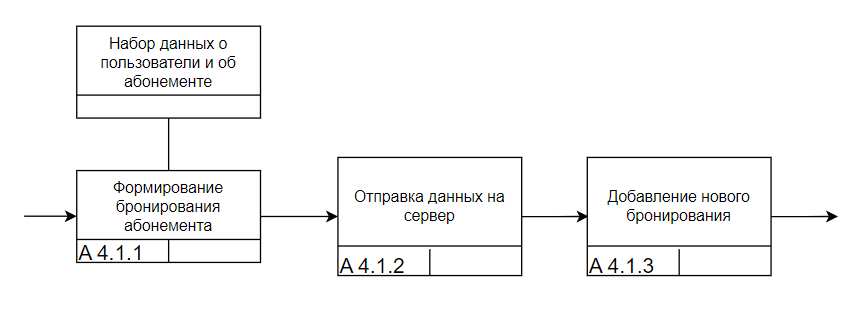 Набор данных о
пользователи и об
абонементе
Формирование
бронирования
абонемента
A 4.1.1
Отправка данных на
сервер
A 4.1.2
Добавление нового
бронирования
A 4.1.3